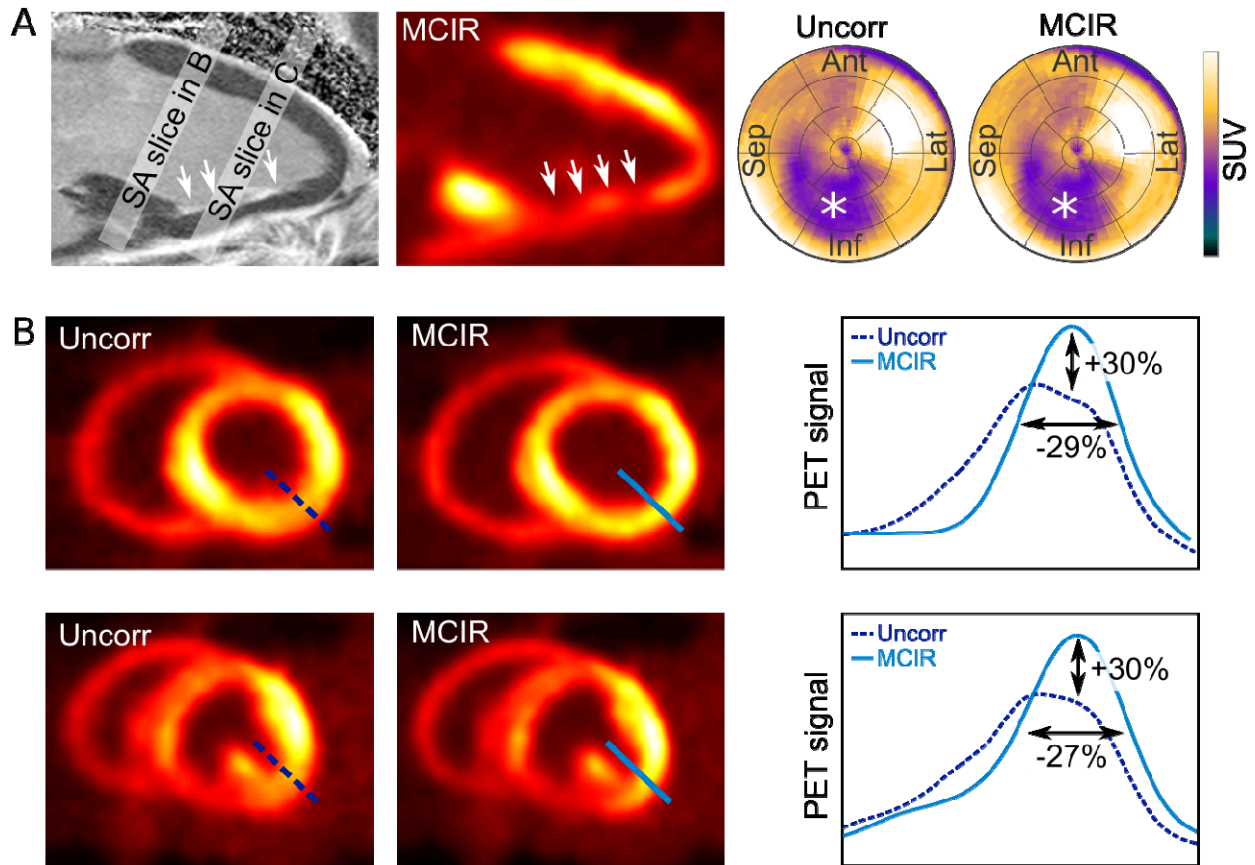 A
SA slice in B
SA slice in C
MCIR
Uncorr
Ant
Sep
Lat
Inf
*
MCIR
Ant
Sep
Lat
Inf
*
SUV
B
Uncorr
MCIR
PET signal
Uncorr
MCIR
+30%
-29%
Uncorr
MCIR
PET signal
Uncorr
MCIR
+30%
-27%